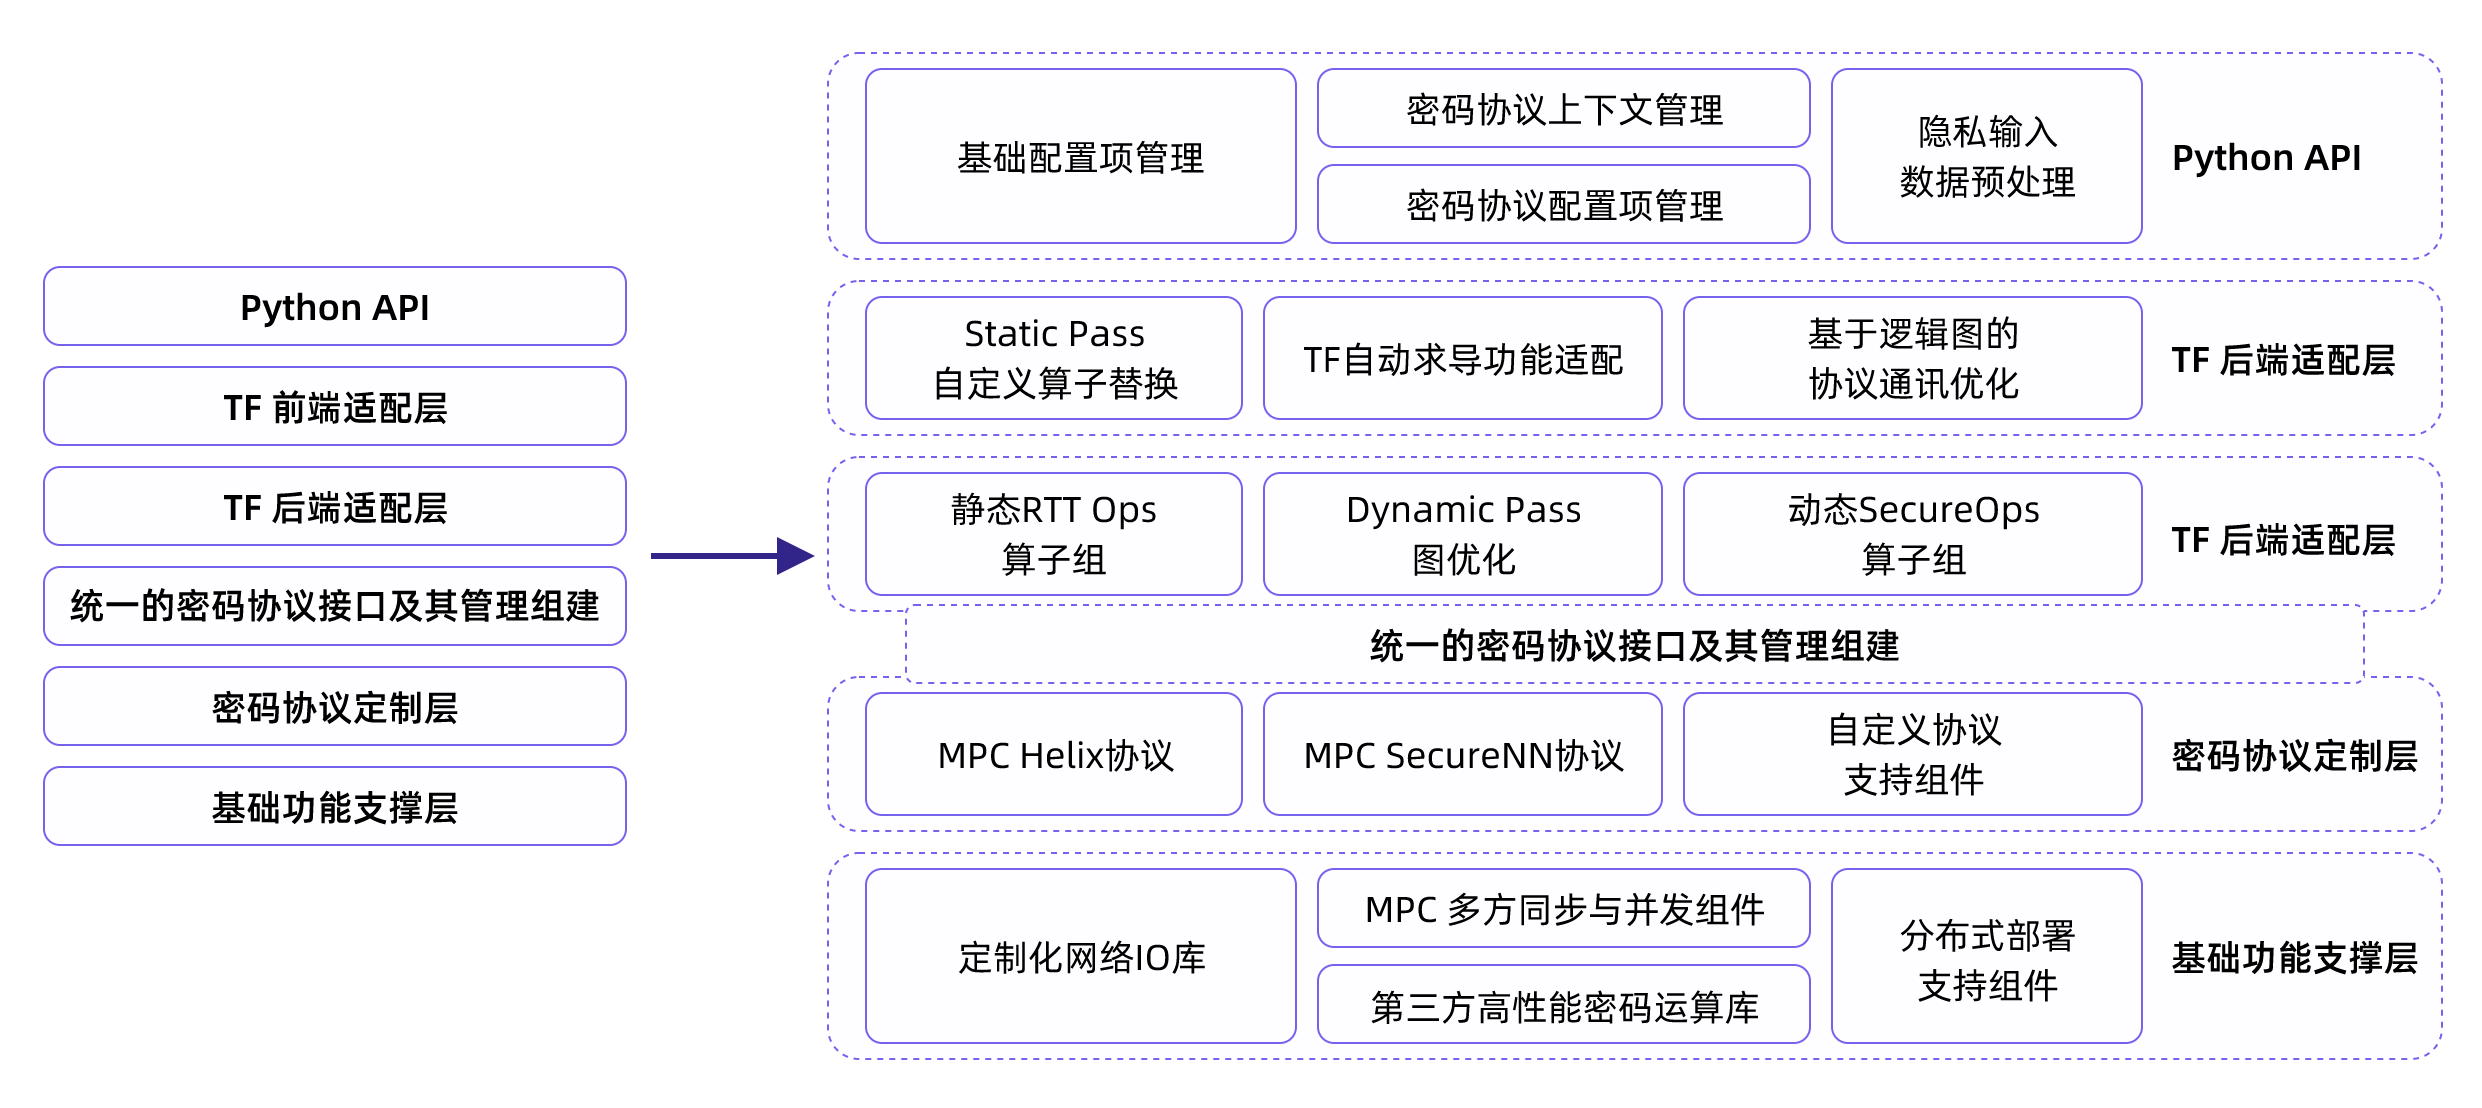 Python API
TF 前端适配层
TF 后端适配层
统一的密码协议接口及其管理组建
密码协议定制层
基础功能支撑层
基础配置项管理
密码协议上下文管理
密码协议配置项管理
隐私输入
数据预处理
Python API
Static Pass
自定义算子替换
TF自动求导功能适配
基于逻辑图的
协议通讯优化
TF 后端适配层
静态RTT Ops
算子组
Dynamic Pass
图优化
动态SecureOps
算子组
TF 后端适配层
统一的密码协议接口及其管理组建
MPC Helix协议
MPC SecureNN协议
自定义协议
支持组件
密码协议定制层
定制化网络IO库
MPC 多方同步与并发组件
第三方高性能密码运算库
分布式部署
支持组件
基础功能支撑层